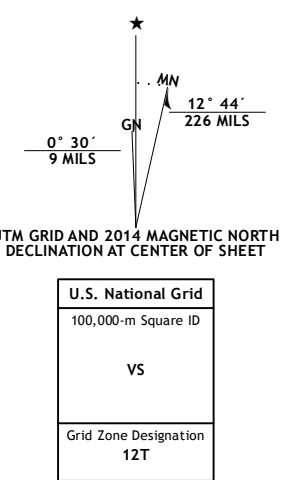 ★
MN
GN
12° 44´
226 MILS
0° 30´
9 MILS
UTM GRID AND 2014 MAGNETIC NORTH
DECLINATION AT CENTER OF SHEET
U.S. National Grid
100,000-m Square ID
VS
Grid Zone Designation
12T